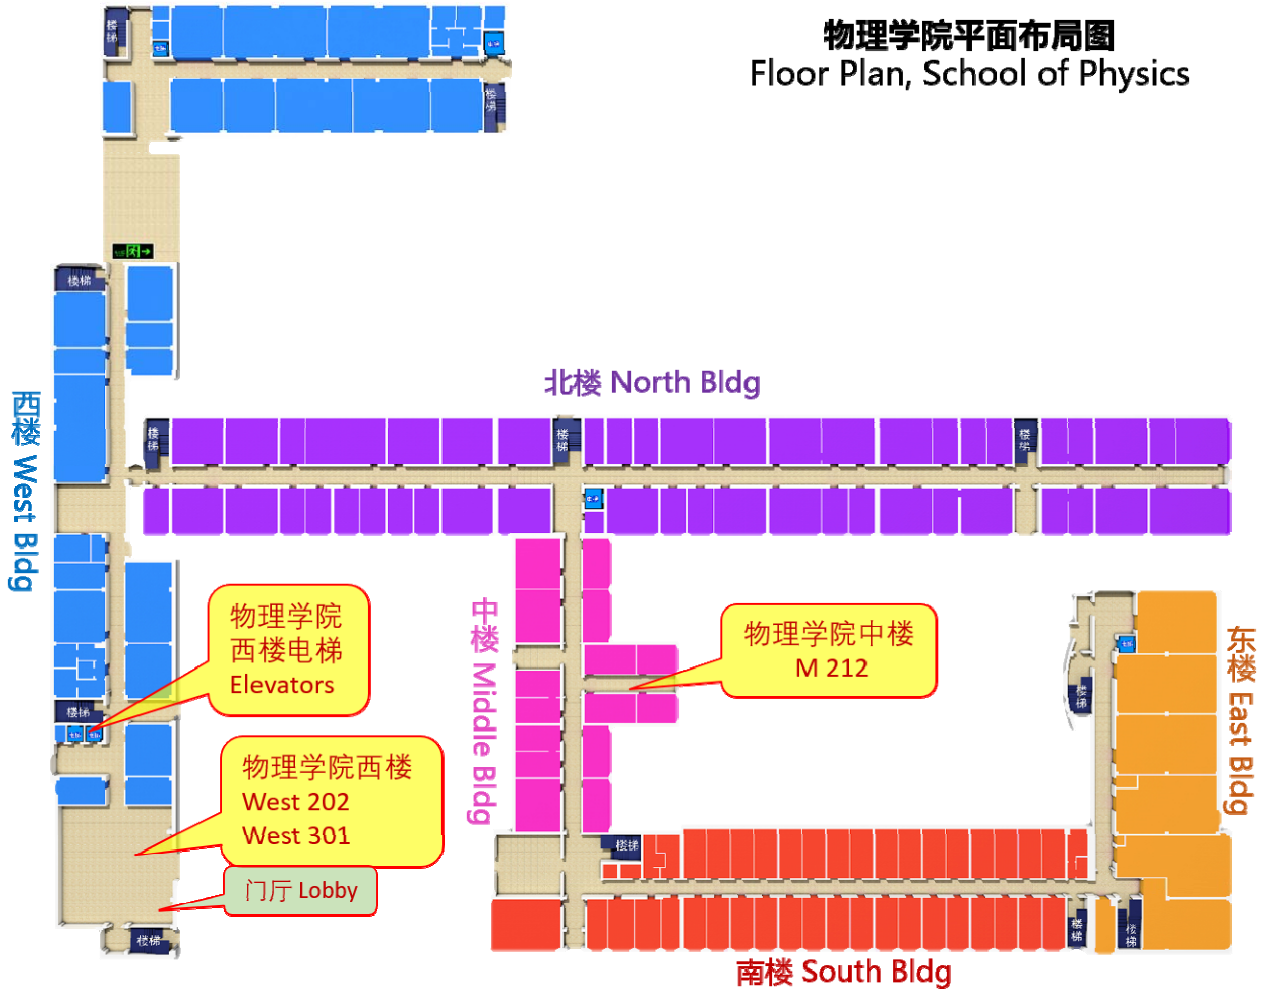 物理学院平面布局图
Floor Plan, School of Physics
楼梯
楼梯
楼梯
北楼 North Bldg
西楼 West Bldg
楼梯
楼梯
楼梯
物理学院
西楼电梯
Elevators
中楼 Middle Bldg
物理学院中楼
M 212
东楼 East Bldg
楼梯
楼梯
物理学院西楼
West 202
West 301
门厅 Lobby
楼梯
楼梯
楼梯
楼梯
南楼 South Bldg